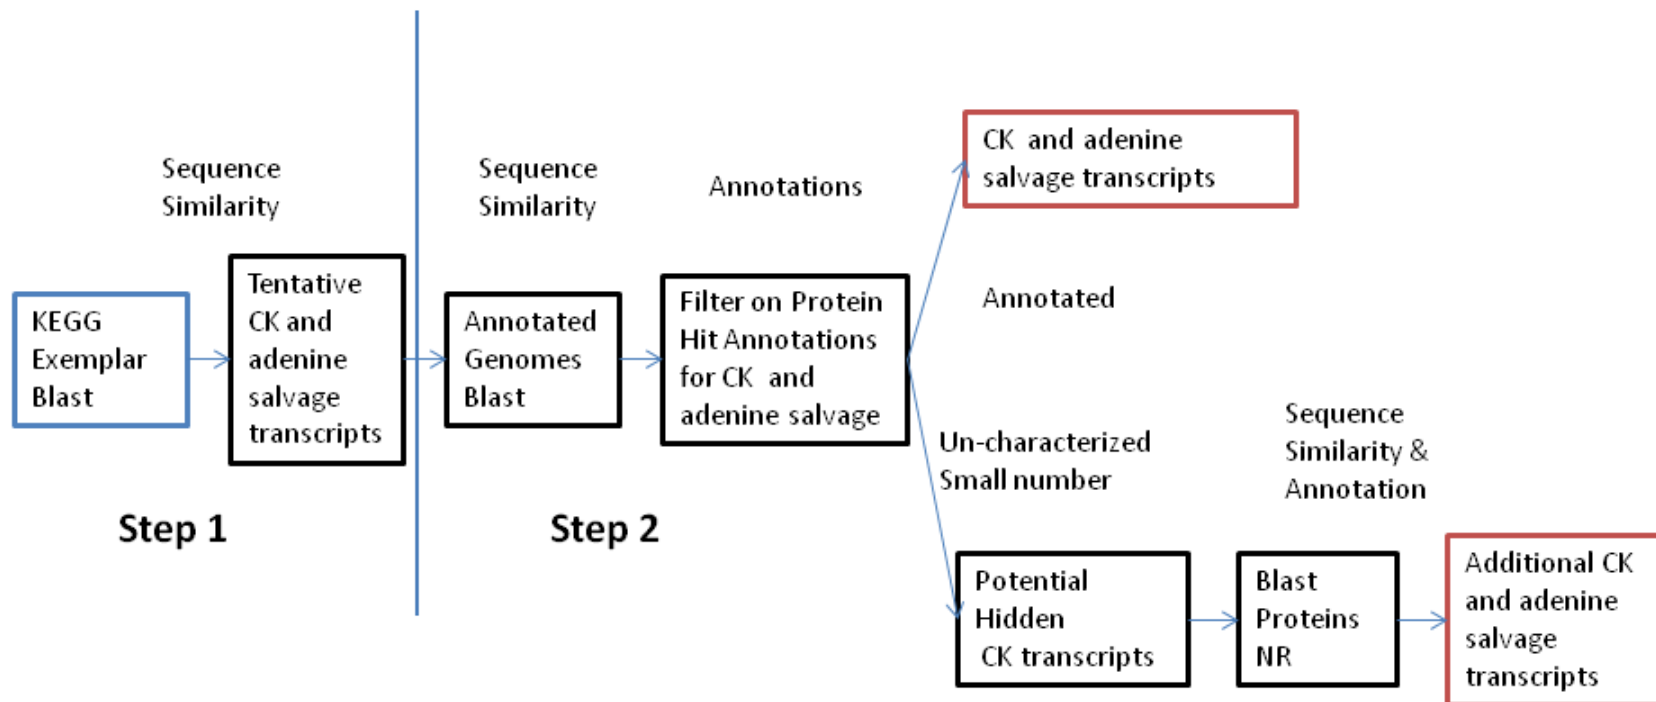 Sequence
Similarity
KEGG
Exemplar
Blast
Tentative
CK and
adenine
salvage
transcripts
Step 1
Sequence
Similarity
Annotations
Annotated
Genomes
Blast
Filter on Protein
Hit Annotations
for CK and
adenine salvage
Step 2
CK and adenine
salvage transcripts
Annotated
Un-characterized
Small number
Sequence
Similarity &
Annotation
Potential
Hidden
CK transcripts
Blast
Proteins
NR
Additional CK
and adenine
salvage
transcripts